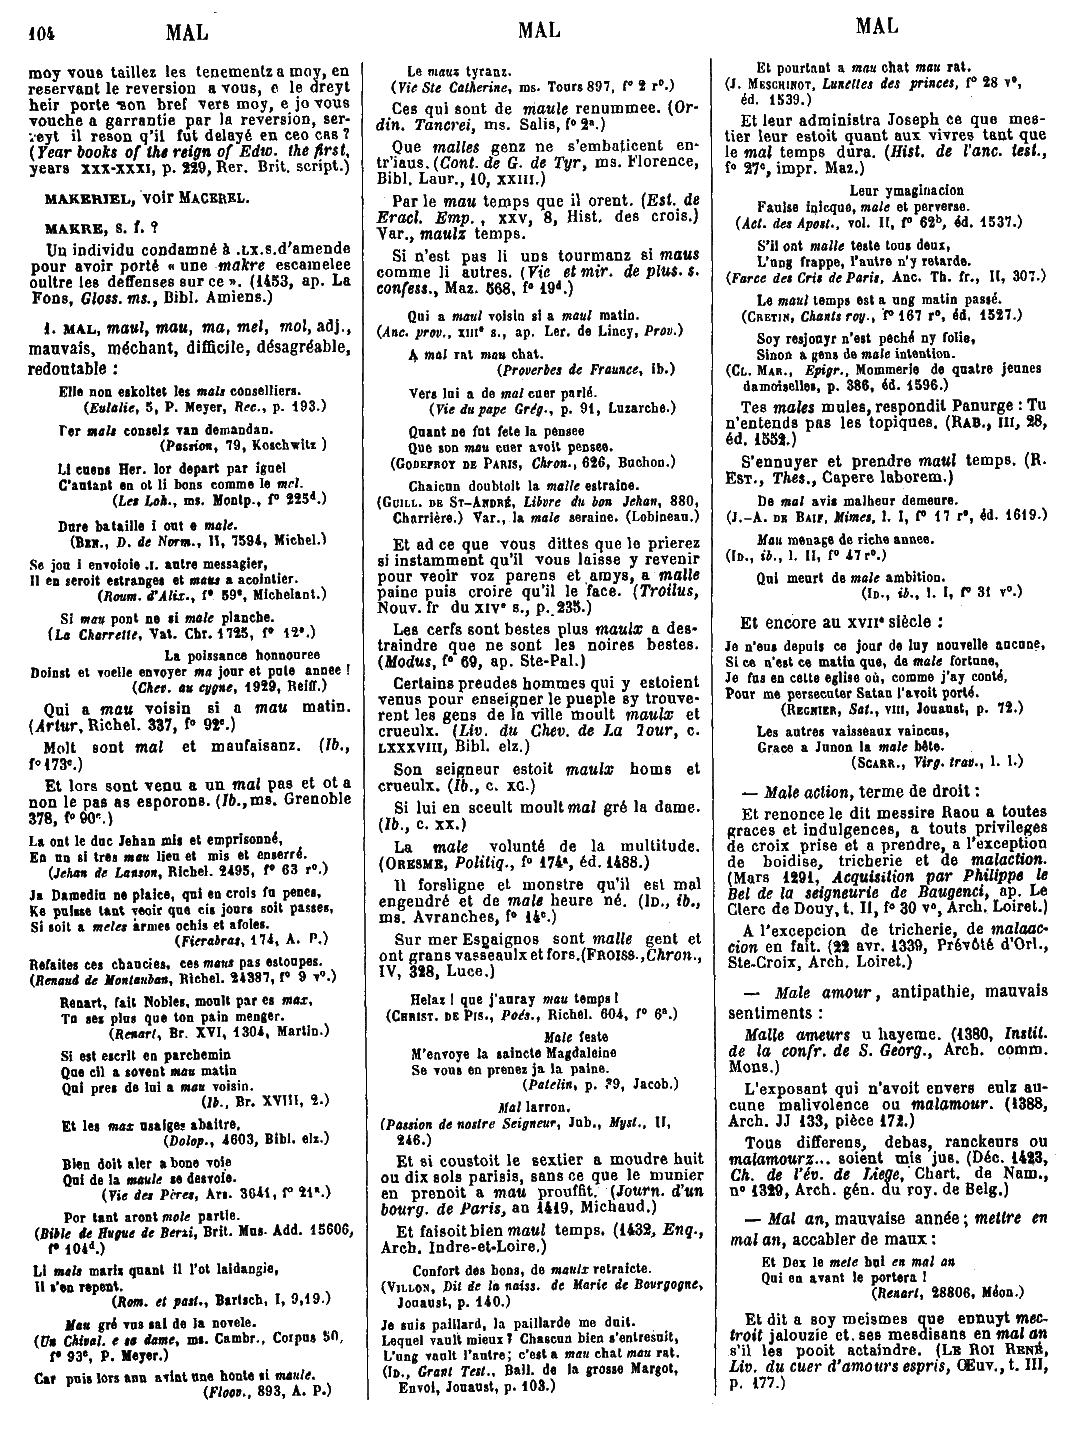 104 MAL MAL MAL
moy vous taillez les tenementz a moy, en
reservant le reversion a vous, e le dreyt
heir porte son bref vers moy, e jo vous
vouche a garrantie par la reversion, ser-
veyt il reson q'il fut delayé en ceo cas ?
(Year books of the reign of Edw. the first,
years XXX-XXXI, p. 229, Rer. Brit. script.)
MAKERIEL, voir MACEREL.
MAKRE, s. f. ?
Un individu condamné à .LX.s.d'amende
pour avoir porté « une makre escamelee
oultre les deffenses sur ce ». (1453, ap. La
Fons, Gloss. ms., Bibl. Amiens.)
1. MAL, maul, mau, ma, mel, mol, adj.,
mauvais, méchant, difficile, désagréable,
redoutable :
Elle non eskoltet les mals conselliers.
(Eulalie, 5, P. Meyer, Rec., p. 193.)
Per mals conselz van demandan.
(Passion, 79, Koschwitz )
Li cuens Her. lor depart par iguel
C'autant en ot li bons comme le mel.
(Les Loh., ms. Montp., f° 225d.)
Dure bataille i out e male.
(BEN., D. de Norm., II, 7594, Michel.)
Se jou i envoioie .I. autre messagier,
Il en seroit estranges et maus a acointier.
(Roum. d'Alix., f° 59e, Michelant.)
Si mau pont ne si male planche.
(La Charrette, Vat. Chr. 1725, f° 12e.)
La poissance honnouree
Doinst et voelle envoyer ma jour et pute annee !
(Chev. au cygne, 1929, Reiff.)
Qui a mau voisin si a mau matin.
(Artur, Richel. 337, f° 92c.)
Molt sont mal et maufaisanz. (Ib.,
f° 173c.)
Et lors sont venu a un mal pas et ot a
non le pas as esporons. (Ib., ms. Grenoble
378, f° 90c.)
La ont le duc Jehan mis et emprisonné,
En un si tres mau lieu et mis et enserré.
(Jehan de Lanson, Richel. 2495, f° 63 r°.)
Ja Damedin ne plaice, qui en crois fu penes,
Ke puisse tant veoir que cis jours soit passes,
Si soit a meles armes ochis et afoles.
(Fierabras, 174, A. P.)
Refaites ces chaucies, ces maus pas estoupes.
(Renaud de Montauban, Richel. 24387, f° 9 v°.)
Renart, fait Nobles, moult par es max,
Tu ses plus que ton pain menger.
(Renart, Br. XVI, 1304, Martin.)
Si est escrit en parchemin
Que cil a sovent mau matin
Qui pres de lui a mau voisin.
(Ib., Br. XVIII, 2.)
Et les max usaiges abaitre.
(Dolop., 4603, Bibl. elz.)
Bien doit aler a bone voie
Qui de la maule se desvoie.
(Vie des Pères, Ars. 3641, f° 21a.)
Por tant aront mole partie.
(Bible de Hugue de Berzi, Brit. Mus. Add. 15606,
f° 104d.)
Li mals maris quant il l'ot laidangie,
Il s'en repent.
(Rom. et past., Bartsch, I, 9,19.)
Mau gré vus sai de la novele.
(Un Chival. e sa dame, ms. Cambr., Corpus 50,
f° 93e, P. Meyer.)
Car puis lors ann avint une honte si maule.
(Floov., 893, A. P.)
Le maus tyranz.
(Vie Ste Catherine, ms. Tours 897, f° 2 r°.)
Ces qui sont de maule renummee. (Or-
din. Tancrei, ms. Salis, f° 2a.)
Que malles genz ne s'embaticent en-
tr'iaus. (Cont. de G. de Tyr, ms. Florence,
Bibl. Laur., 10, XXIII.)
Par le mau temps que il orent. (Est. de
Eracl. Emp., XXV, 8, Hist. des crois.)
Var., maulz temps.
Si n'est pas li uns tourmanz si maus
comme li autres. (Vie et mir. de plus. s.
confess., Maz. 568, f° 19d.)
Qui a maul voisin si a maul matin.
(Anc. prov., XIIIe s., ap. Ler. de Lincy, Prov.)
A mal rat mau chat.
(Proverbes de Fraunce, ib.)
Vers lui a de mal cuer parlé.
(Vie du pape Grég., p. 91, Luzarche.)
Quant ne fut fete la pensee
Que son mau cuer avoit pensee.
(GODEFROY DE PARIS, Chron., 626, Buchon.)
Chaicun doubtoit la malle estraine.
(GUILL. DE ST-ANDRÉ, Libvre du bon Jehan, 880,
Charrière.) Var., la male seraine. (Lobineau.)
Et ad ce que vous dittes que le prierez
si instamment qu'il vous laisse y revenir
pour veoir voz parens et amys, a malle
paine puis croire qu'il le face. (Troilus,
Nouv. fr du XIVe s., p. 235.)
Les cerfs sont bestes plus maulx a des-
traindre que ne sont les noires bestes.
(Modus, f° 69, ap. Ste-Pal.)
Certains preudes hommes qui y estoient
venus pour enseigner le pueple sy trouve-
rent les gens de la ville moult maulx et
crueulx. (Liv. du Chev. de La Tour, c.
LXXXVIII, Bibl. elz.)
Son seigneur estoit maulx homs et
crueulx. (Ib., c. XC.)
Si lui en sceult moult mal gré la dame.
(Ib., c. XX.)
La male volunté de la multitude.
(ORESME, Politiq., f° 174a, éd. 1488.)
Il forsligne et monstre qu'il est mal
engendré et de male heure né. (ID., ib.,
ms. Avranches, f° 14c.)
Sur mer Espaignos sont malle gent et
ont grans vasseaulx et fors. (FROISS., Chron.,
IV, 328, Luce.)
Helaz ! que j'auray mau temps !
(CHRIST. DE PIS., Poés., Richel. 604, f° 6a.)
Male feste
M'envoye la saincte Magdaleine
Se vous en prenez ja la paine.
(Patelin, p. 29, Jacob.)
Mal larron.
(Passion de nostre Seigneur, Jub., Myst., II,
246.)
Et si coustoit le sextier a moudre huit
ou dix sols parisis, sans ce que le munier
en prenoit a mau prouffit. (Journ. d'un
bourg. de Paris, an 1419, Michaud.)
Et faisoit bien maul temps. (1432, Enq.,
Arch. Indre-et-Loire.)
Confort des bons, de maulx retraicte.
(VILLON, Dit de la naiss. de Marie de Bourgogne,
Jouaust, p. 140.)
Je suis paillard, la paillarde me duit.
Lequel vault mieux ? Chascun bien s'entresuit,
L'ung vault l'autre; c'est a mau chat mau rat.
(ID., Grant Test., Ball. de la grosse Margot,
Envoi, Jouaust, p. 103.)
Et pourtant a mau chat mau rat.
(J. MESCHINOT, Lunettes des princes, f° 28 v°,
éd. 1539.)
Et leur administra Joseph ce que mes-
tier leur estoit quant aux vivres tant que
le mal temps dura. (Hist. de l'anc. test.,
f° 27c, impr. Maz.)
Leur ymaginacion
Faulse inicque, male et perverse.
(Act. des Apost., vol. II, f° 62b, éd. 1537.)
S'il ont malle teste tous deux,
L'ung frappe, l'autre n'y retarde.
(Farce des Cris de Paris, Anc. Th. fr., II, 307.)
Le maul temps est a ung matin passé.
(CRETIN, Chants roy., f° 167 r°, éd. 1527.)
Soy resjouyr n'est peché ny folie,
Sinon a gens de male intention.
(CL. MAR., Epigr., Mommerie de quatre jeunes
damoiselles, p. 386, éd. 1596.)
Tes males mules, respondit Panurge : Tu
n'entends pas les topiques. (RAB., III, 28,
éd. 1552.)
S'ennuyer et prendre maul temps. (R.
EST., Thes., Capere laborem.)
De mal avis malheur demeure.
(J.-A. DE BAIF, Mimes, l. I, f° 17 r°, éd. 1619.)
Mau menage de riche annee.
(ID., ib., l. II, f° 47 r°.)
Qui meurt de male ambition.
(ID., ib., l. I, f° 31 v°.)
Et encore au XVIIe siècle :
Je n'eus depuis ce jour de luy nouvelle aucune,
Si ce n'est ce matin que, de male fortune,
Je fus en cette eglise où, comme j'ay conté,
Pour me persecuter Satan l'avoit porté.
(REGNIER, Sat., VIII, Jouaust, p. 72.)
Les autres vaisseaux vaincus,
Grace a Junon la male bête.
(SCARR., Virg. trav., l. 1.)
— Male action, terme de droit :
Et renonce le dit messire Raou a toutes
graces et indulgences, a touts privileges
de croix prise et a prendre, a l'exception
de boidise, tricherie et de malaction.
(Mars 1291, Acquisition par Philippe le
Bel de la seigneurie de Baugenci, ap. Le
Clerc de Douy, t. II, f° 30 v°, Arch. Loiret.)
A l'excepcion de tricherie, de malaac-
cion en fait. (22 avr. 1339, Prévôté d'Orl.,
Ste-Croix, Arch. Loiret.)
— Male amour, antipathie, mauvais
sentiments :
Malle ameurs u hayeme. (1380, Instit.
de la confr. de S. Georg., Arch. comm.
Mons.)
L'exposant qui n'avoit envers eulz au-
cune malivolence ou malamour. (1388,
Arch. JJ 133, pièce 172.)
Tous differens, debas, ranckeurs ou
malamourz... soient mis jus. (Déc. 1423,
Ch. de l'év. de Liege, Chart. de Nam.,
n° 1329, Arch. gén. du roy. de Belg.)
— Mal an, mauvaise année ; mettre en
mal an, accabler de maux :
Et Dex le mete hui en mal an
Qui en avant le portera !
(Renart, 28806, Méon.)
Et dit a soy meismes que ennuyt mec-
troit jalouzie et. ses mesdisans en mal an
s'il les pooit actaindre. (LE ROI RENÉ,
Liv. du cuer d'amours espris, Œuv., t. III,
p. 177.)